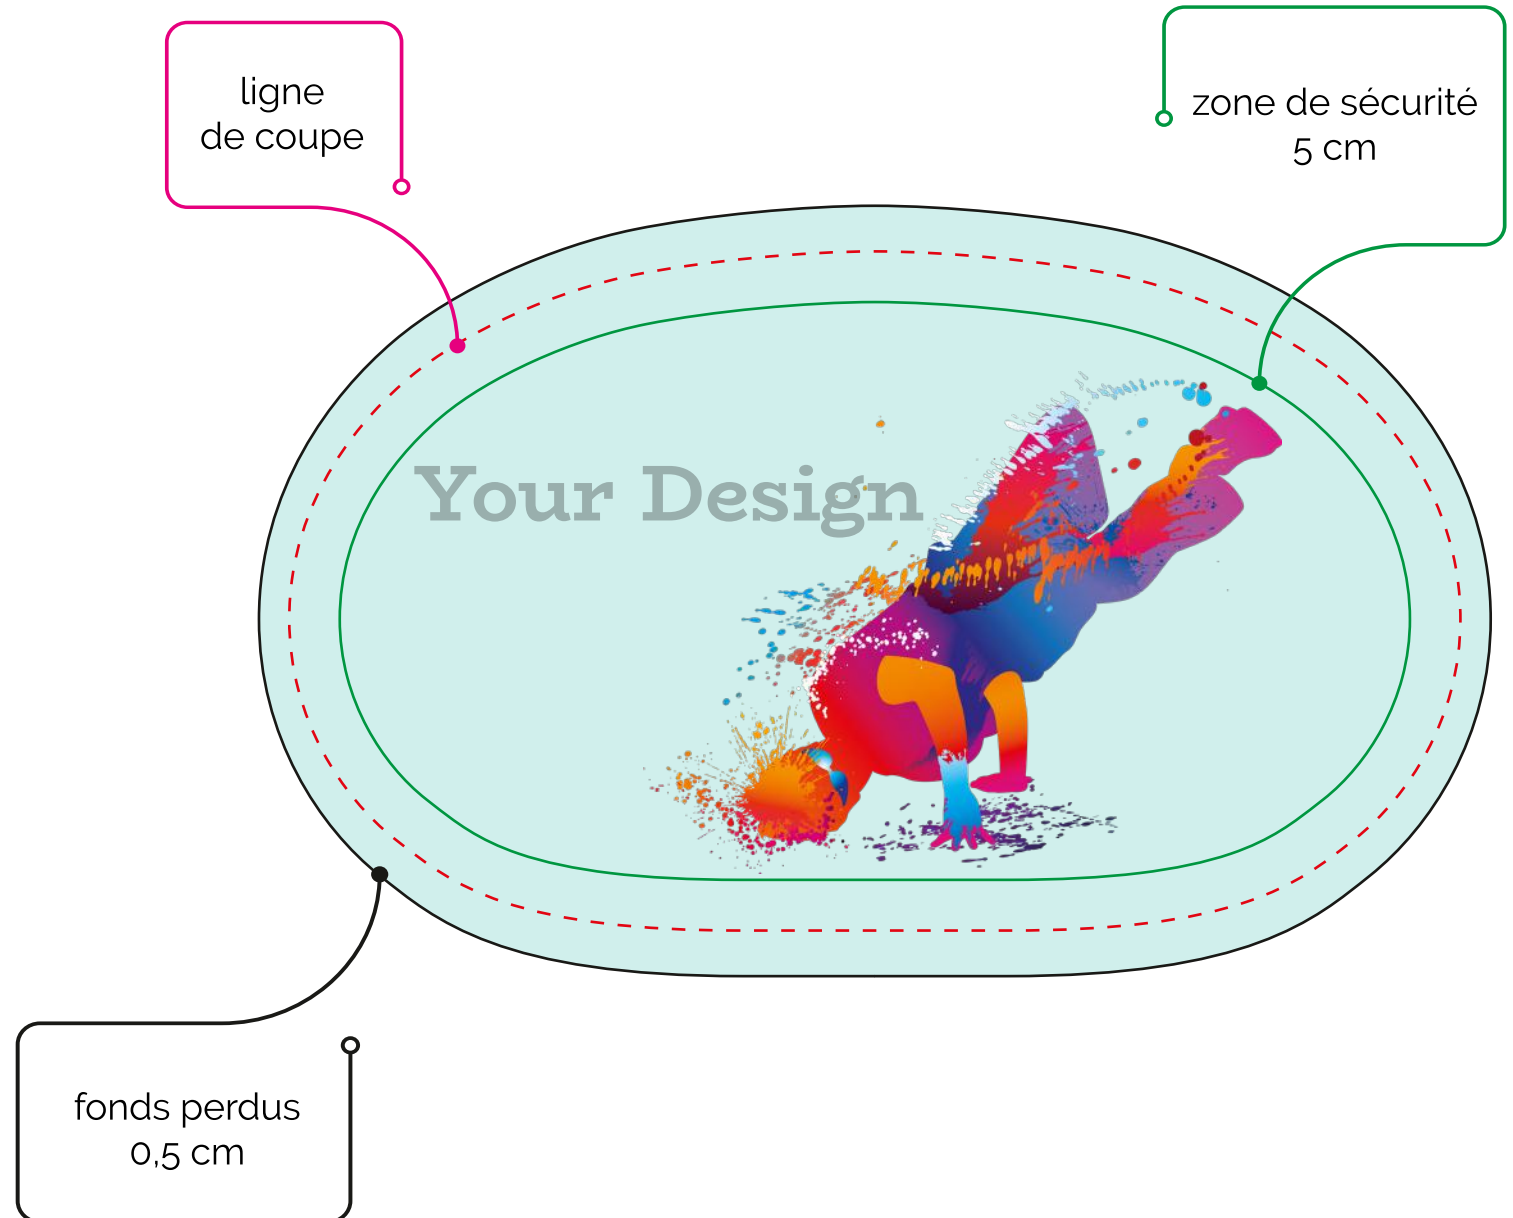 ligne
de coupe
zone de sécurité
5 cm
Your Design
fonds perdus
0,5 cm